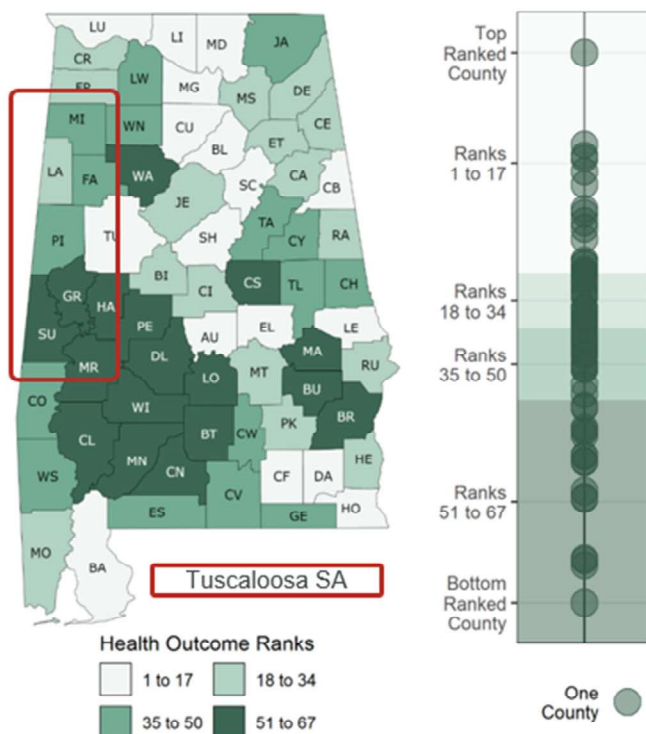 LU
LI
MD
JA
CR
LW
MG
MS
DE
FR
MI
WN
CU
BL
ET
CE
LA
FA
WA
JE
SC
CA
CB
PI
TU
SH
TA
CY
RA
GR
HA
BI
CI
CS
TL
CH
SU
PE
AU
EL
LE
MR
DL
LO
MT
MA
RU
CO
WI
BU
BR
CL
BT
CW
PK
WS
MN
CN
CF
DA
HE
CV
MO
ES
GE
HO
BA
Tuscaloosa SA
Health Outcome Ranks
1 to 17
18 to 34
35 to 50
51 to 67
Top
Ranked
County
Ranks
1 to 17
Ranks
18 to 34
Ranks
35 to 50
Ranks
51 to 67
Bottom
Ranked
County
One
County